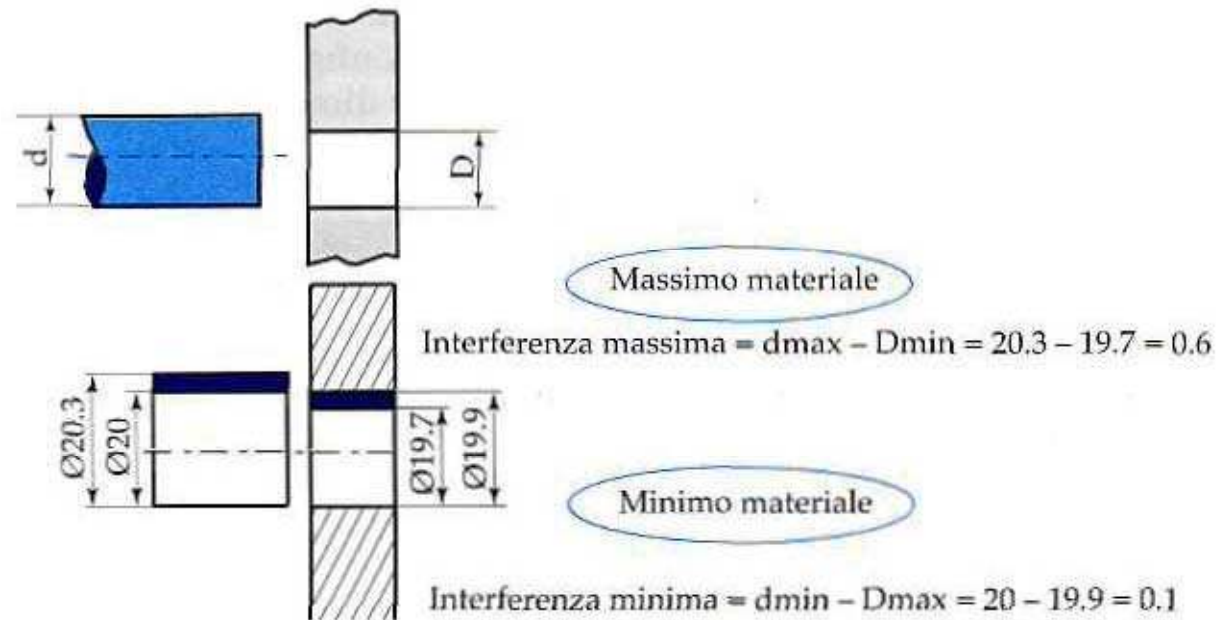 d
D
Massimo materiale
Interferenza massima = dmax – Dmin = 20.3 – 19.7 = 0.6
Ø20.3
Ø20
Ø19.7
Ø19.9
Minimo materiale
Interferenza minima = dmin – Dmax = 20 – 19.9 = 0.1